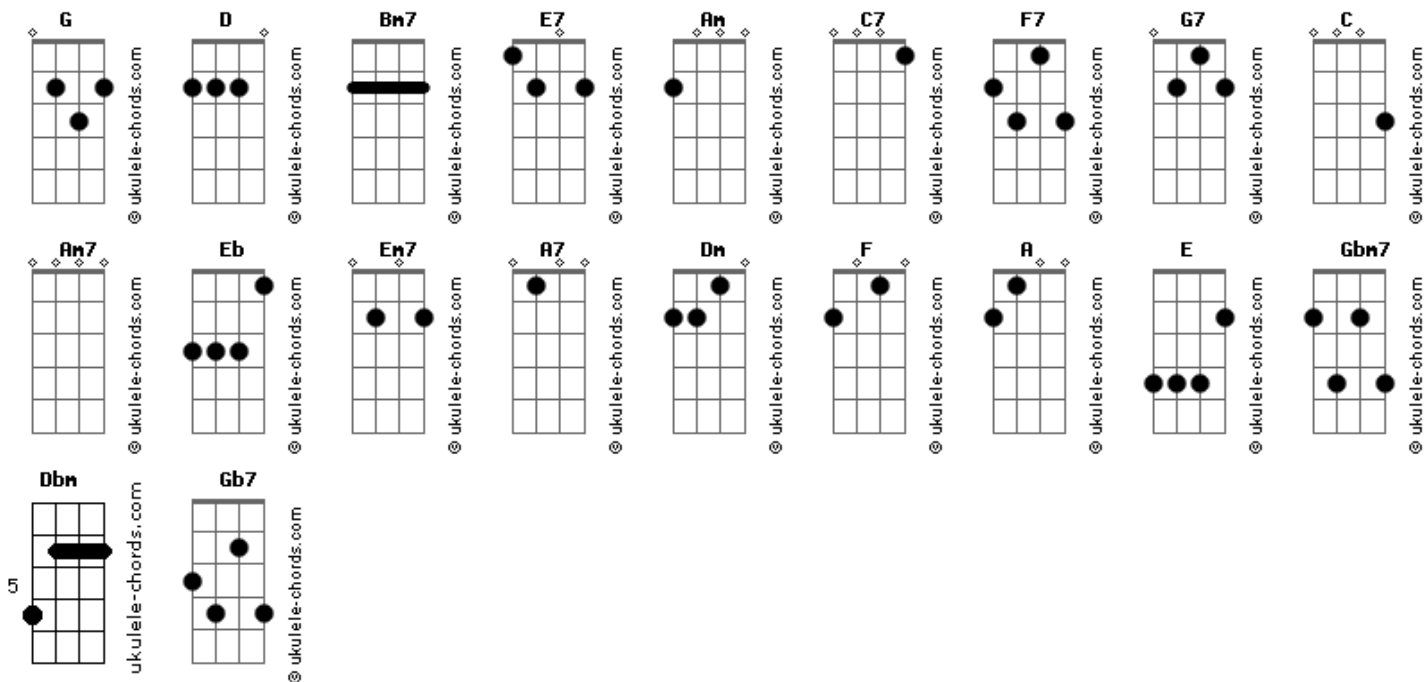 G D Bm7 E7 Am C7 F7 G7 C
© ukulele-chords.com © ukulele-chords.com © ukulele-chords.com © ukulele-chords.com © ukulele-chords.com © ukulele-chords.com © ukulele-chords.com © ukulele-chords.com © ukulele-chords.com
Am7 Eb Em7 A7 Dm F A E Gbm7
© ukulele-chords.com © ukulele-chords.com © ukulele-chords.com © ukulele-chords.com © ukulele-chords.com © ukulele-chords.com © ukulele-chords.com © ukulele-chords.com © ukulele-chords.com
Dbm Gb7
5 ukulele-chords.com © ukulele-chords.com